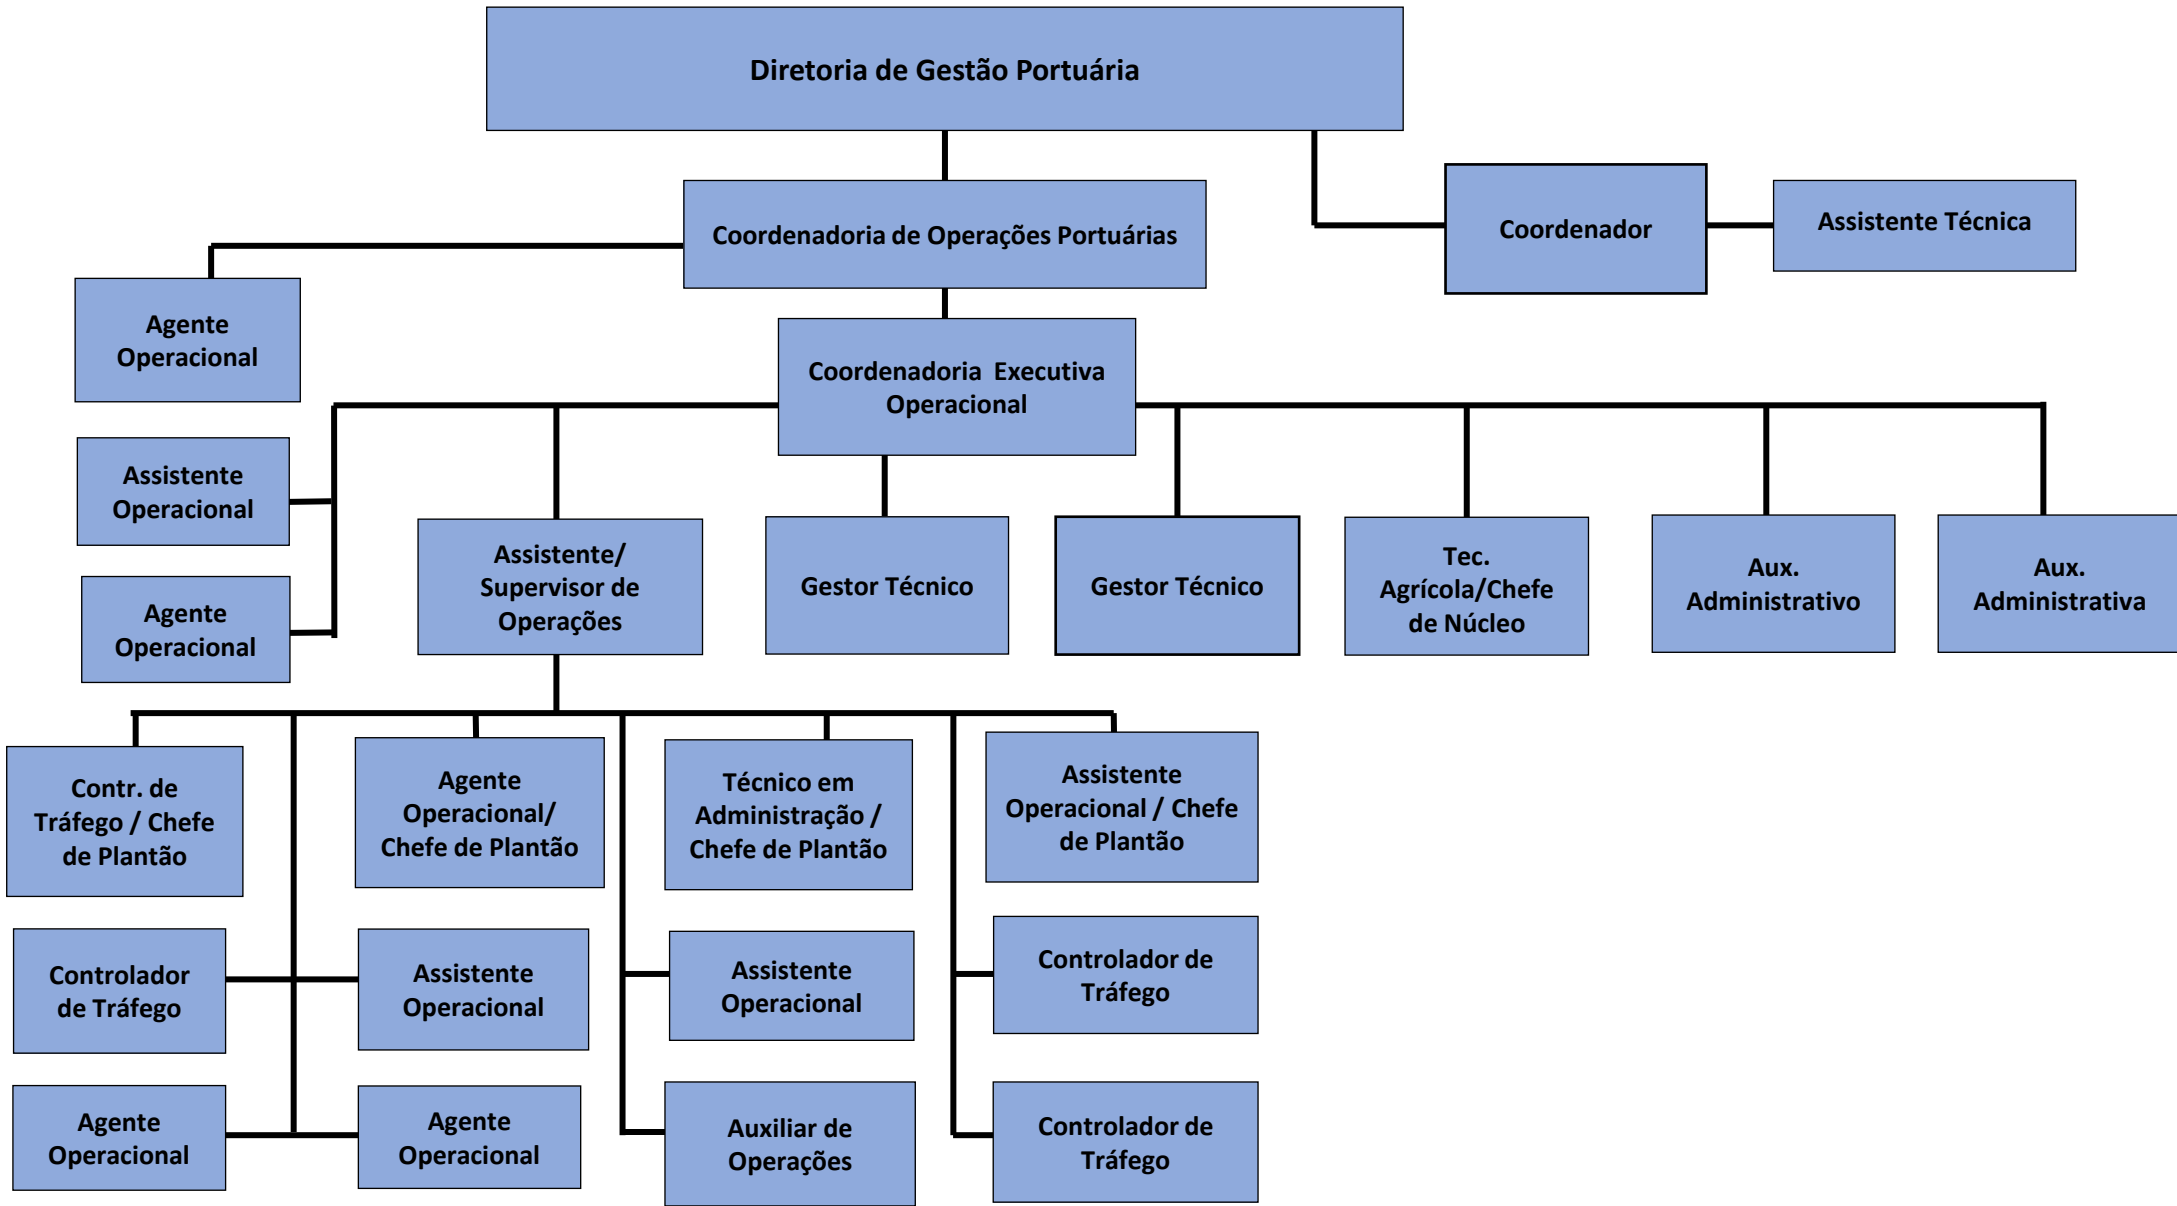 Diretoria de Gestão Portuária
Coordenadoria de Operações Portuárias
Coordenador
Assistente Técnica
Agente
Operacional
Coordenadoria  Executiva
Operacional
Assistente
Operacional
Agente
Operacional
Assistente/
Supervisor de
Operações
Gestor Técnico
Gestor Técnico
Tec.
Agrícola/Chefe
de Núcleo
Aux.
Administrativo
Aux.
Administrativa
Contr. de
Tráfego / Chefe
de Plantão
Agente
Operacional/
Chefe de Plantão
Técnico em
Administração /
Chefe de Plantão
Assistente
Operacional / Chefe
de Plantão
Controlador
de Tráfego
Assistente
Operacional
Assistente
Operacional
Controlador de
Tráfego
Agente
Operacional
Agente
Operacional
Auxiliar de
Operações
Controlador de
Tráfego